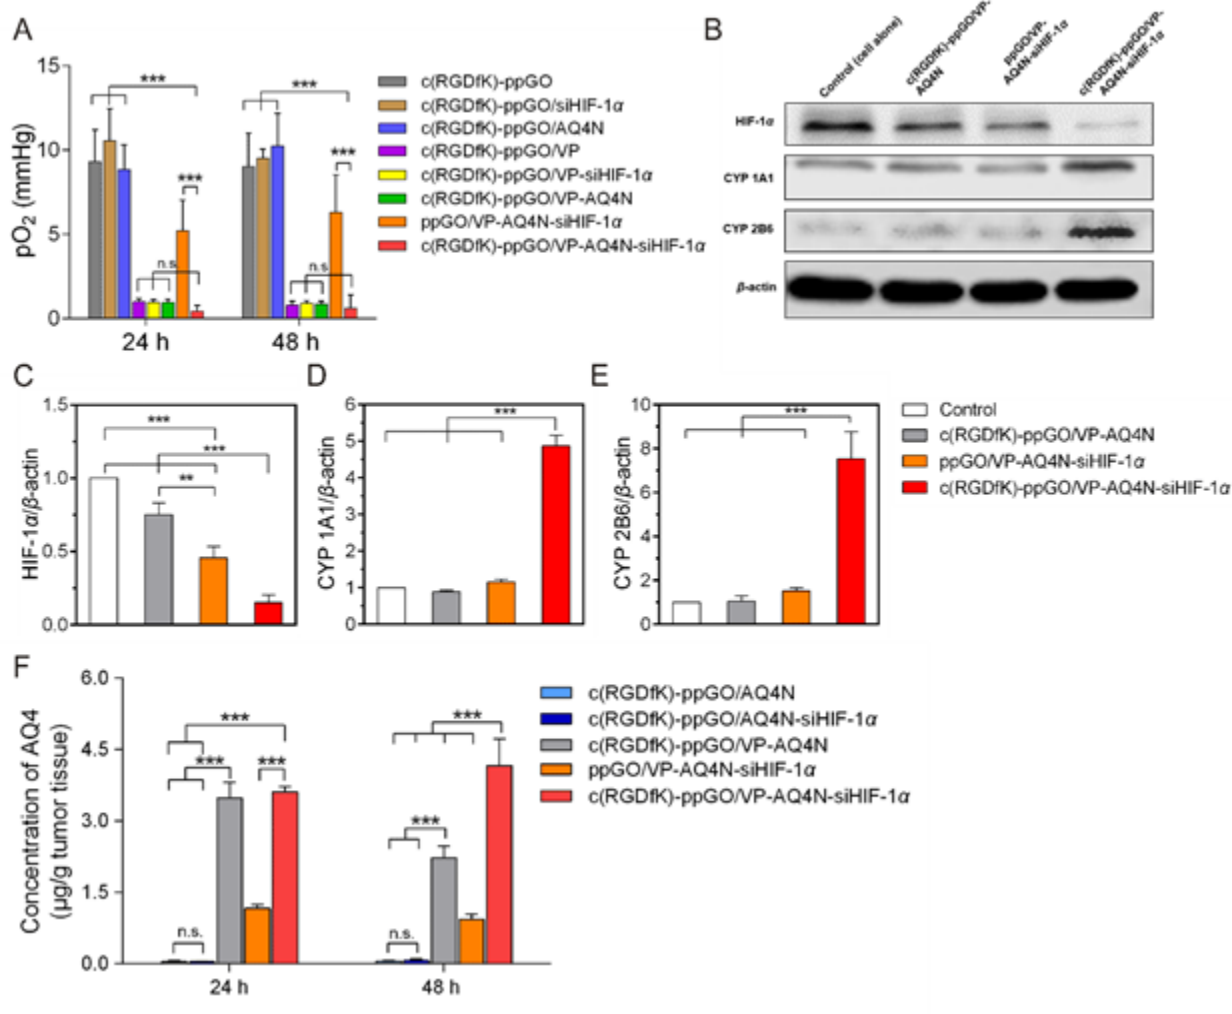 A
15
10
5
0
pO2 (mmHg)
***
***
***
***
n.s
n.s
24 h
48 h
c(RGDfK)-ppGO
c(RGDfK)-ppGO/siHIF-1α
c(RGDfK)-ppGO/AQ4N
c(RGDfK)-ppGO/VP
c(RGDfK)-ppGO/VP-siHIF-1α
c(RGDfK)-ppGO/VP-AQ4N
ppGO/VP-AQ4N-siHIF-1α
c(RGDfK)-ppGO/VP-AQ4N-siHIF-1α
B
Control (cell alone)
c(RGDfK)-ppGO/VP-
AQ4N
ppGO/VP-
AQ4N-siHIF-1α
c(RGDfK)-ppGO/VP-
AQ4N-siHIF-1α
HIF-1α
CYP 1A1
CYP 2B6
β-actin
C
HIF-1α/β-actin
1.5
1.0
0.5
0.0
***
***
**
D
CYP 1A1/β-actin
6
5
4
3
2
1
0
***
E
CYP 2B6/β-actin
10
8
6
4
2
0
***
Control
c(RGDfK)-ppGO/VP-AQ4N
ppGO/VP-AQ4N-siHIF-1α
c(RGDfK)-ppGO/VP-AQ4N-siHIF-1α
F
Concentration of AQ4
(μg/g tumor tissue)
6.0
4.5
3.0
1.5
0.0
***
***
***
n.s.
***
***
n.s.
24 h
48 h
c(RGDfK)-ppGO/AQ4N
c(RGDfK)-ppGO/AQ4N-siHIF-1α
c(RGDfK)-ppGO/VP-AQ4N
ppGO/VP-AQ4N-siHIF-1α
c(RGDfK)-ppGO/VP-AQ4N-siHIF-1α